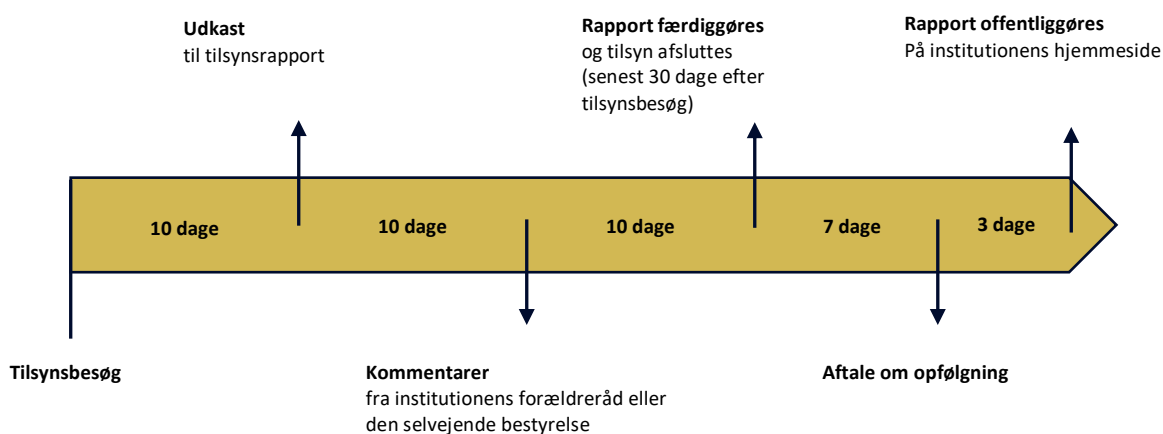 Udkast
til tilsynsrapport
Rapport færdiggøres
og tilsyn afsluttes
(senest 30 dage efter
tilsynsbesøg)
Rapport offentliggøres
På institutionens hjemmeside
10 dage
10 dage
10 dage
7 dage
3 dage
Tilsynsbesøg
Kommentarer
fra institutionens forældreråd eller
den selvejende bestyrelse
Aftale om opfølgning